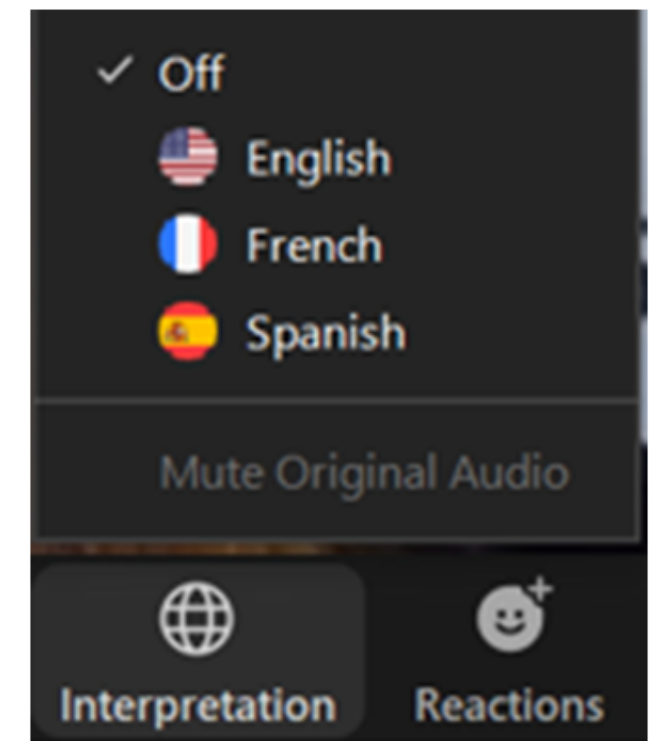 Off
English
French
Spanish
Mute Original Audio
Interpretation Reactions